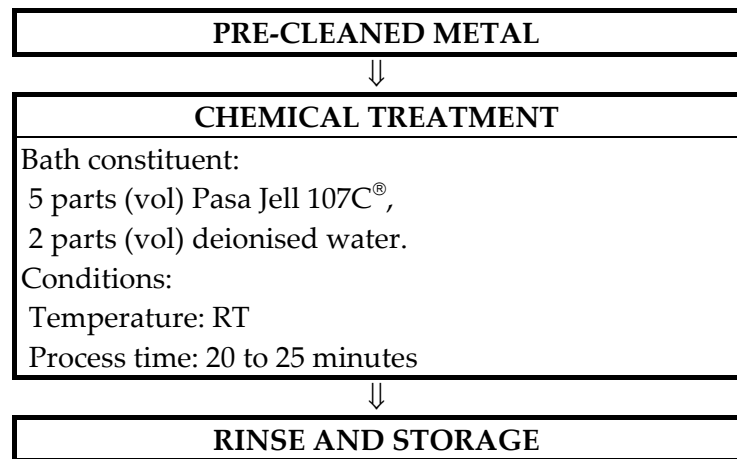 PRE-CLEANED METAL
⇓
CHEMICAL TREATMENT
Bath constituent:
5 parts (vol) Pasa Jell 107C®,
2 parts (vol) deionised water.
Conditions:
Temperature: RT
Process time: 20 to 25 minutes
⇓
RINSE AND STORAGE